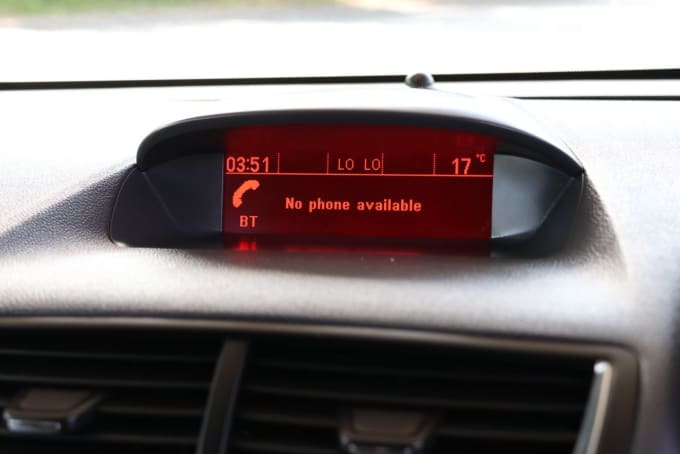 03:51 LO LO 17 °C
No phone available
BT